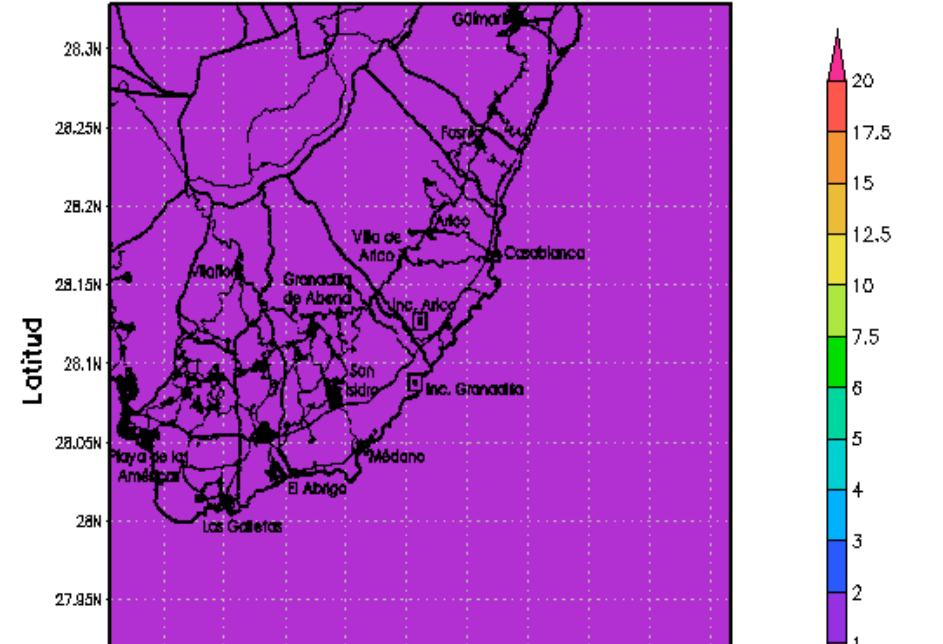 Güimar
28.3N
28.25N
Fasnia
28.2N
Arico
Villa de
Arico
Casablanca
Vilaflor
28.15N
Granadilla
de Abona
Inc. Arico
28.1N
San
Isidro
Inc. Granadilla
28.05N
Playa de las
Américas
Médano
El Abrigo
28N
Las Galletas
27.95N
Latitud
20
17.5
15
12.5
10
7.5
6
5
4
3
2
1